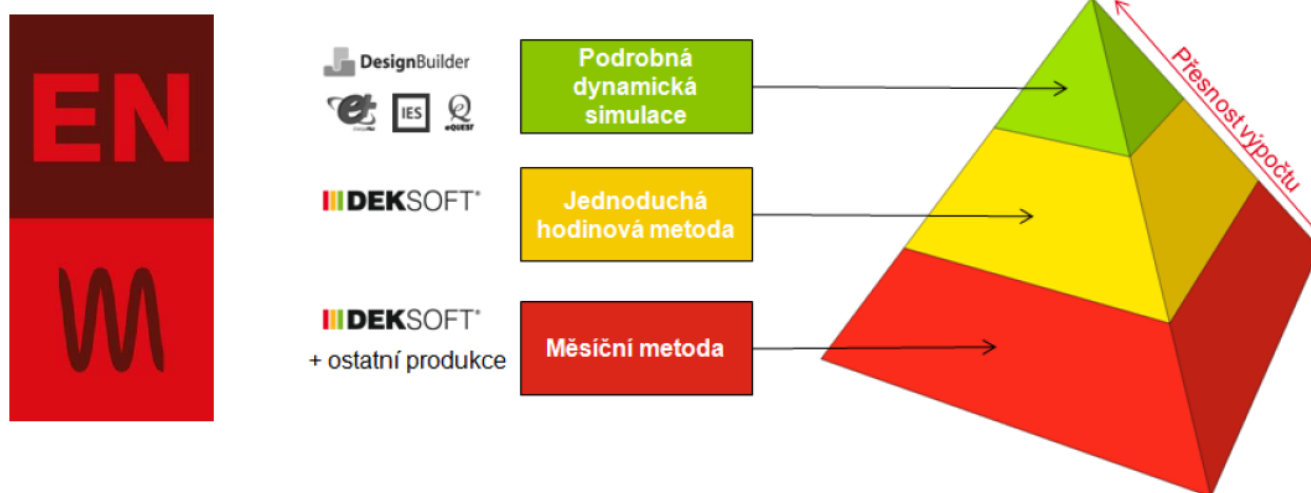 EN
DesignBuilder
IES
eQUEST
Podrobná
dynamická
simulace
DEKSOFT®
Jednoduchá
hodinová metoda
DEKSOFT®
+ ostatní produkce
Měsíční metoda
Přesnost výpočtu